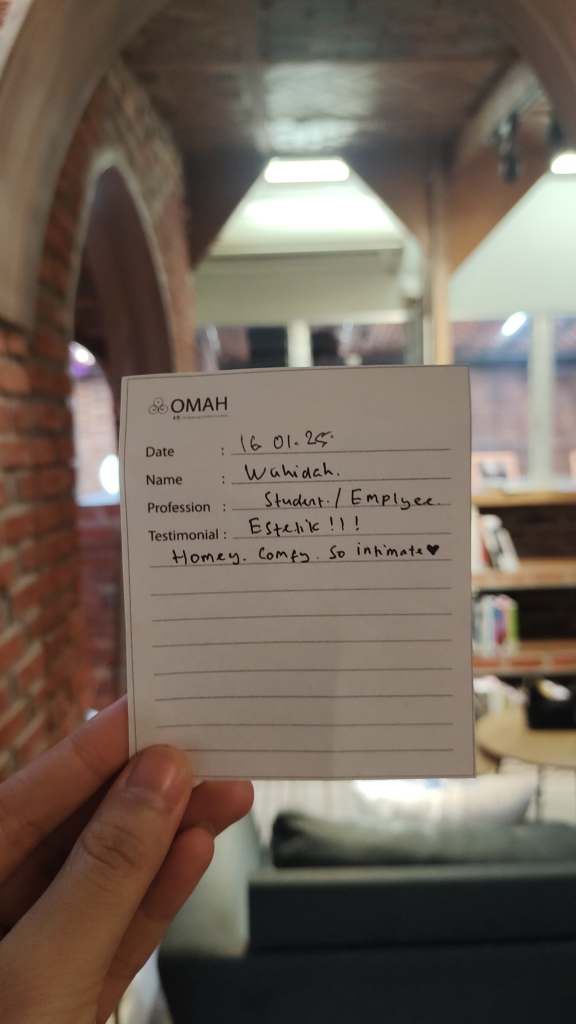 OMAH
Date : 16 01.25.
Name : Wahidah.
Profession : Student. / Emplyee.
Testimonial : Estetik !!!
Homey. Comfy. So intimate ♥